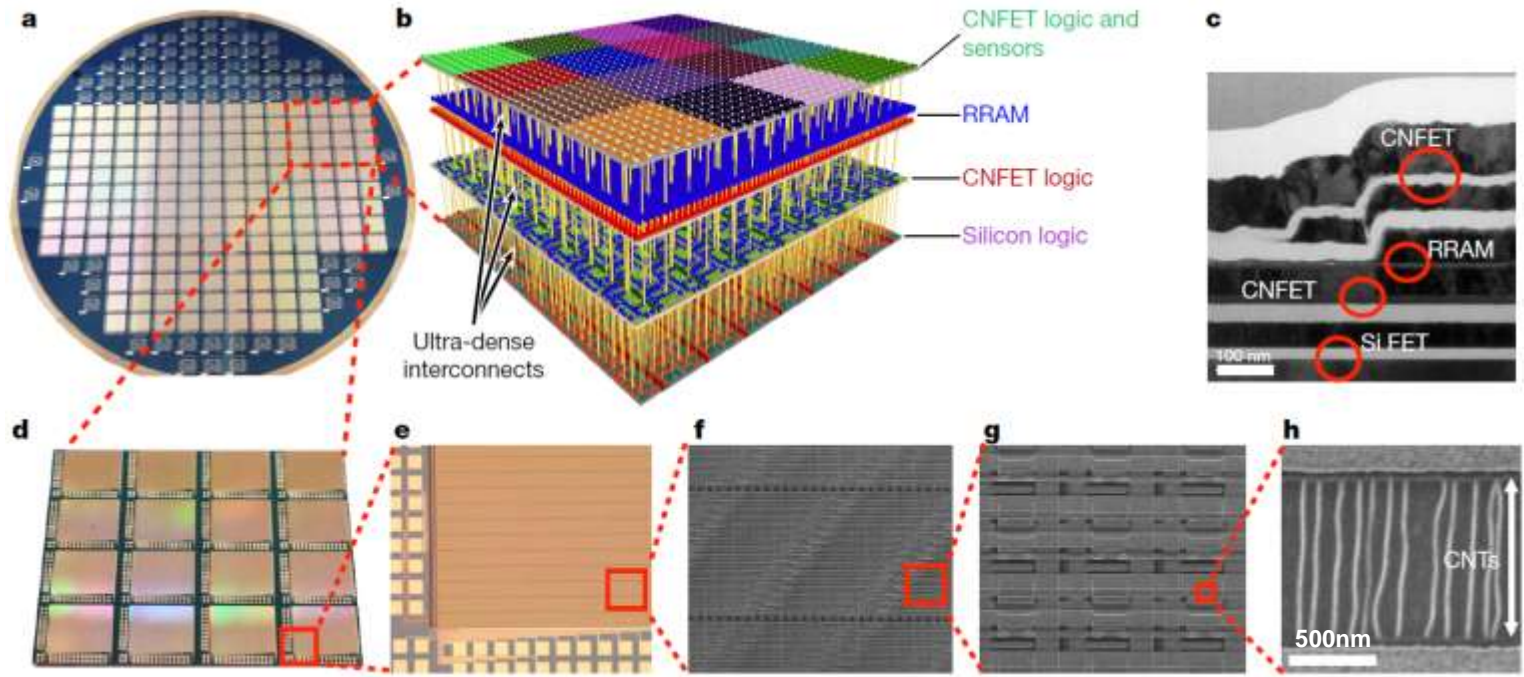 a
b
CNFET logic and
sensors
RRAM
CNFET logic
Silicon logic
Ultra-dense
interconnects
c
CNFET
RRAM
CNFET
Si FET
100 nm
d
e
f
g
h
CNTs
500nm